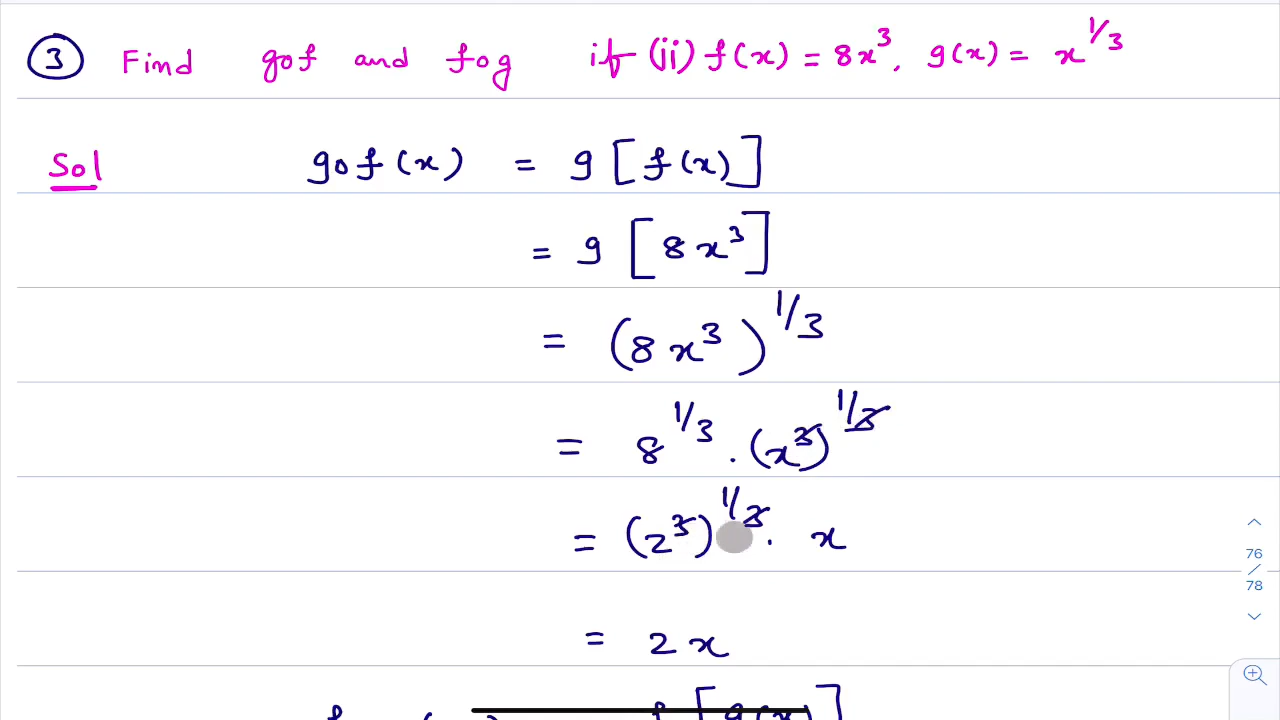 3 Find gof and fog if (ii) f(x) = 8x³, g(x) = x^1/3
Sol gof(x) = g[f(x)]
= g[8x³]
= (8x³)^1/3
= 8^1/3 . (x³)^1/3
= (2³)^1/3 . x
76
/
78
= 2x
f[g(x)]